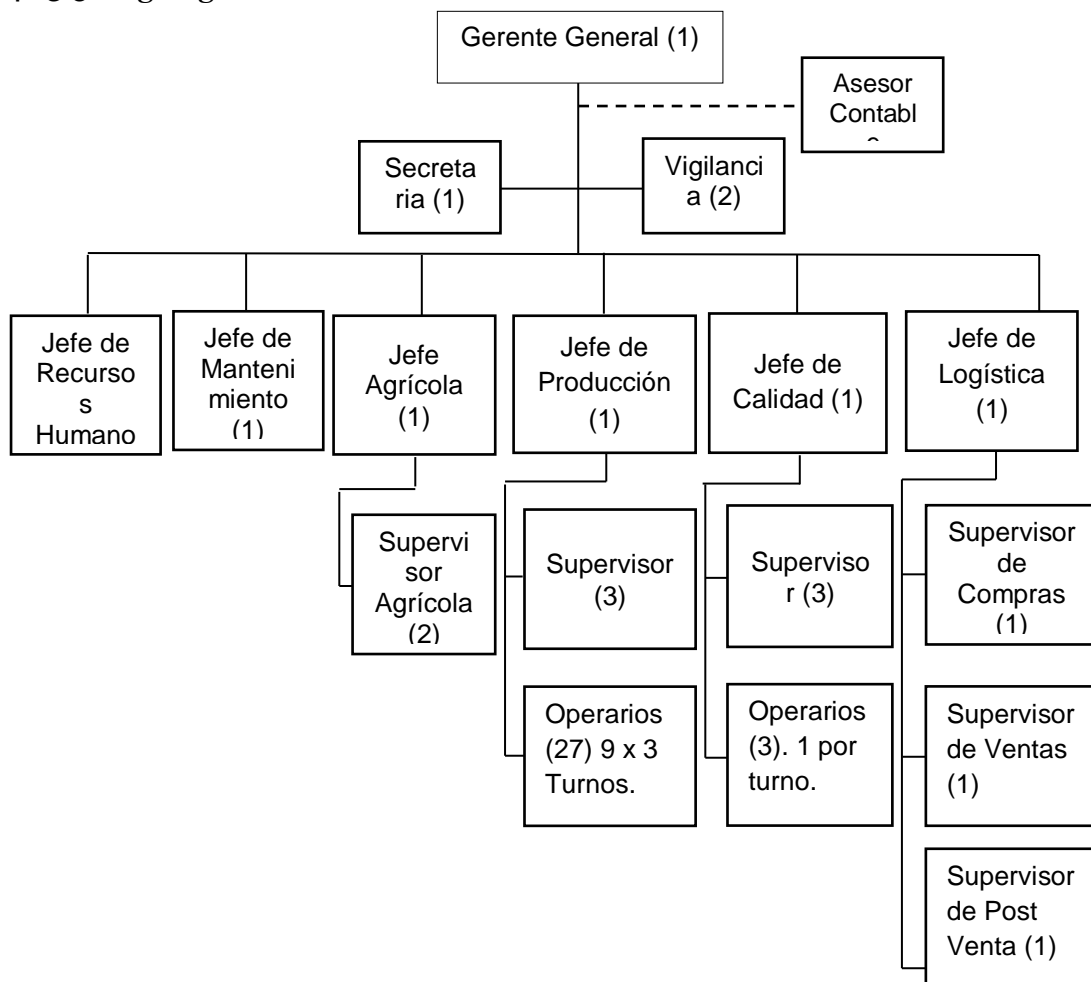 Gerente General (1)
Asesor
Contabl
Secreta
ria (1)
Vigilanci
a (2)
Jefe de
Recurso
s
Humano
Jefe de
Manteni
miento
(1)
Jefe
Agrícola
(1)
Jefe de
Producción
(1)
Jefe de
Calidad (1)
Jefe de
Logística
(1)
Supervi
sor
Agrícola
(2)
Supervisor
(3)
Superviso
r (3)
Supervisor
de
Compras
(1)
Operarios
(27) 9 x 3
Turnos.
Operarios
(3). 1 por
turno.
Supervisor
de Ventas
(1)
Supervisor
de Post
Venta (1)